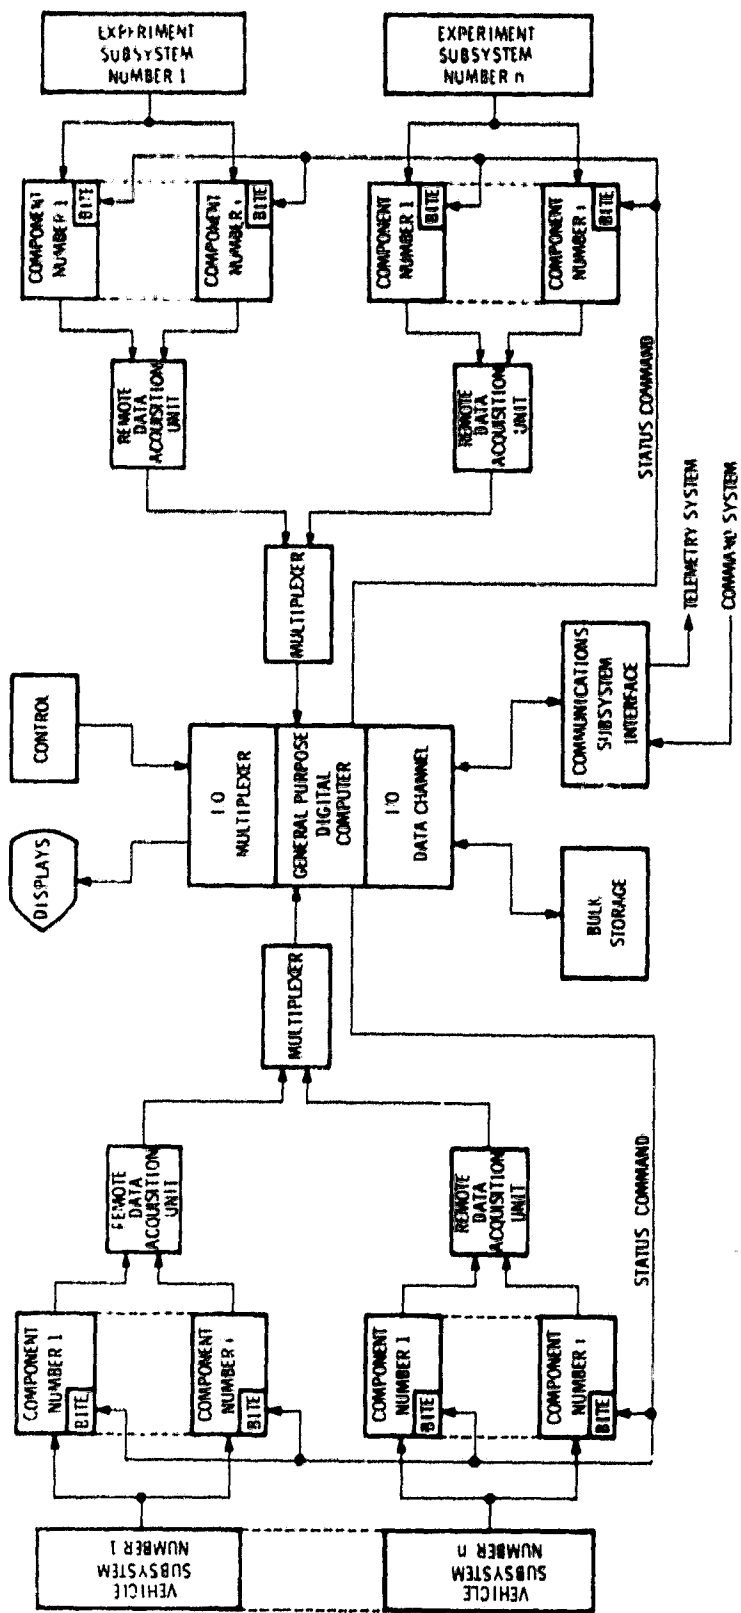 EXPERIMENT
SUBSYSTEM
NUMBER 1
EXPERIMENT
SUBSYSTEM
NUMBER n
COMPONENT
NUMBER 1
BITE
COMPONENT
NUMBER i
BITE
COMPONENT
NUMBER 1
BITE
COMPONENT
NUMBER i
BITE
REMOTE
DATA
ACQUISITION
UNIT
REMOTE
DATA
ACQUISITION
UNIT
STATUS COMMAND
MULTIPLEXER
TELEMETRY SYSTEM
COMMAND SYSTEM
CONTROL
DISPLAYS
I/O
MULTIPLEXER
GENERAL PURPOSE
DIGITAL
COMPUTER
I/O
DATA CHANNEL
COMMUNICATIONS
SUBSYSTEM
INTERFACE
BULK
STORAGE
MULTIPLEXER
REMOTE
DATA
ACQUISITION
UNIT
REMOTE
DATA
ACQUISITION
UNIT
STATUS COMMAND
COMPONENT
NUMBER 1
BITE
COMPONENT
NUMBER i
BITE
COMPONENT
NUMBER 1
BITE
COMPONENT
NUMBER i
BITE
VEHICLE
SUBSYSTEM
NUMBER 1
VEHICLE
SUBSYSTEM
NUMBER n